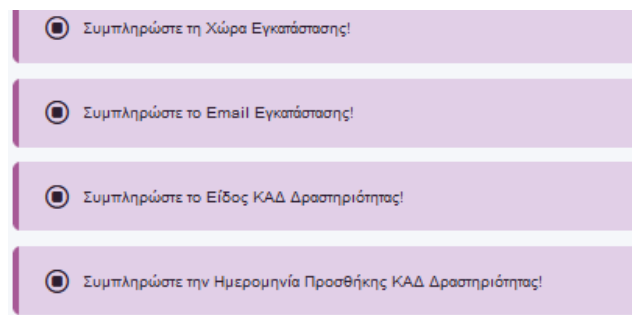 Συμπληρώστε τη Χώρα Εγκατάστασης!
Συμπληρώστε το Email Εγκατάστασης!
Συμπληρώστε το Είδος ΚΑΔ Δραστηριότητας!
Συμπληρώστε την Ημερομηνία Προσθήκης ΚΑΔ Δραστηριότητας!